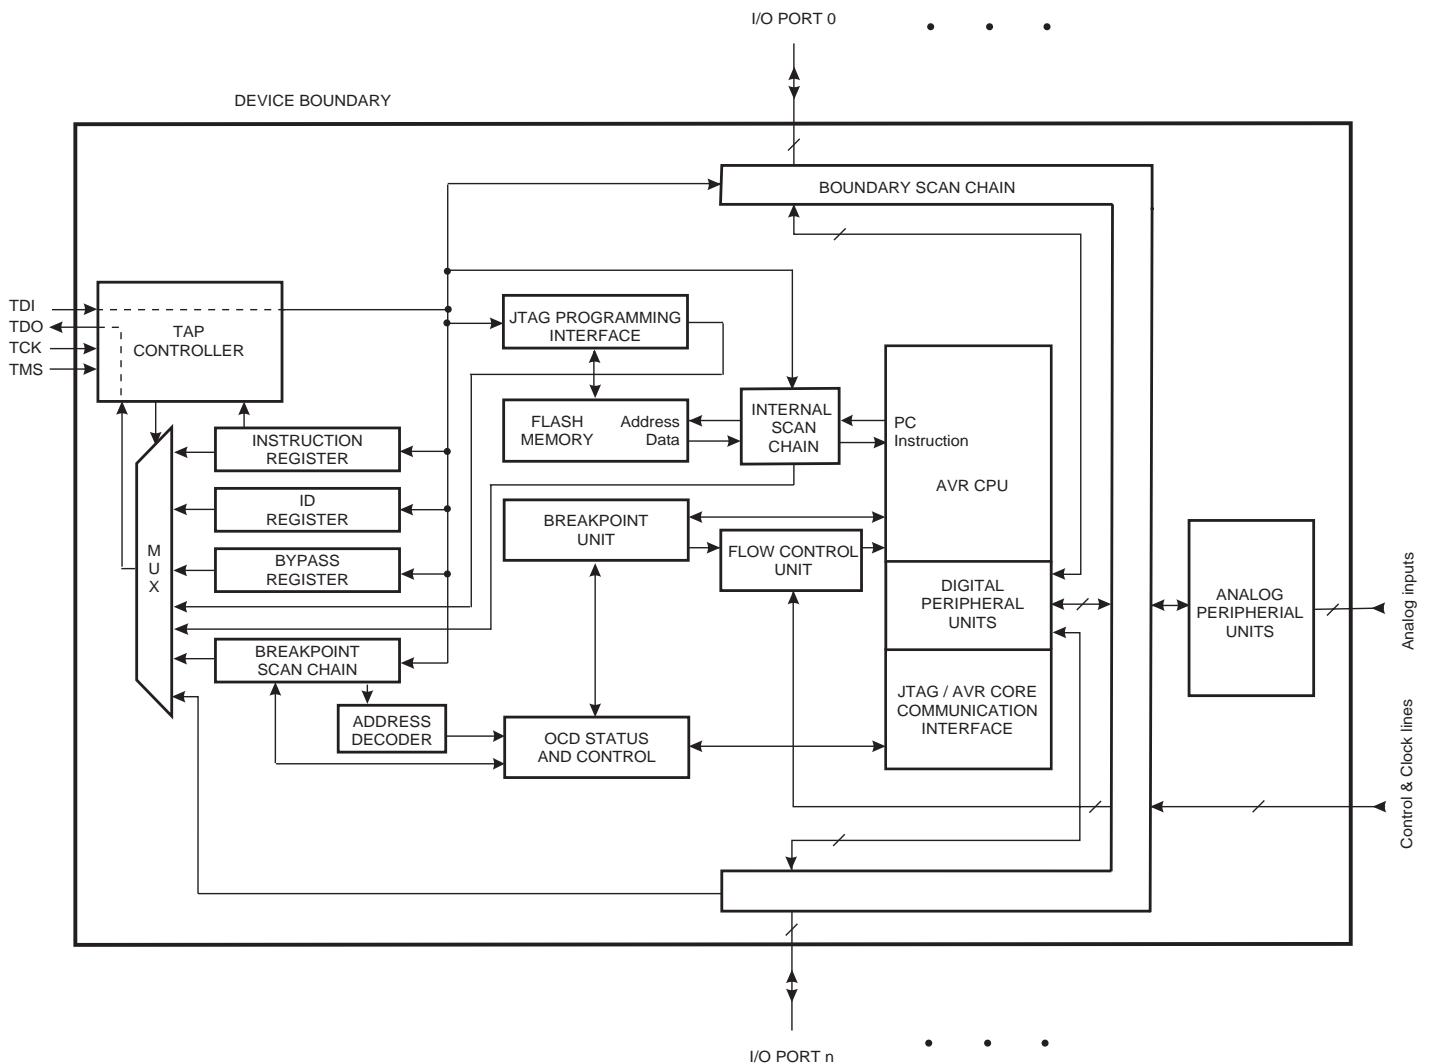 I/O PORT 0
DEVICE BOUNDARY
BOUNDARY SCAN CHAIN
TDI
TDO
TCK
TMS
TAP
CONTROLLER
JTAG PROGRAMMING
INTERFACE
FLASH
MEMORY
Address
Data
INTERNAL
SCAN
CHAIN
PC
Instruction
AVR CPU
INSTRUCTION
REGISTER
ID
REGISTER
BYPASS
REGISTER
M
U
X
BREAKPOINT
UNIT
FLOW CONTROL
UNIT
DIGITAL
PERIPHERAL
UNITS
ANALOG
PERIPHERIAL
UNITS
Analog inputs
BREAKPOINT
SCAN CHAIN
ADDRESS
DECODER
OCD STATUS
AND CONTROL
JTAG / AVR CORE
COMMUNICATION
INTERFACE
Control & Clock lines
I/O PORT n